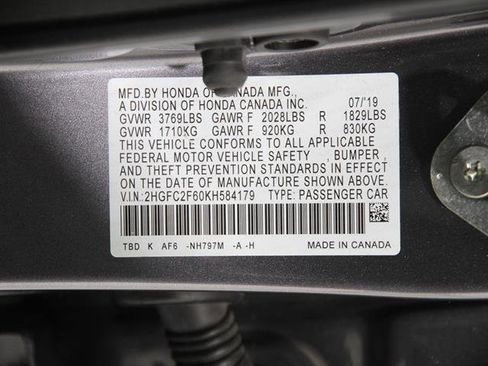 MFD.BY HONDA OF CANADA MFG.,
A DIVISION OF HONDA CANADA INC. 07/'19
GVWR 3769LBS GAWR F 2028LBS R 1829LBS
GVWR 1710KG GAWR F 920KG R 830KG
THIS VEHICLE CONFORMS TO ALL APPLICABLE
FEDERAL MOTOR VEHICLE SAFETY , BUMPER ,
AND THEFT PREVENTION STANDARDS IN EFFECT
ON THE DATE OF MANUFACTURE SHOWN ABOVE.
V.I.N.: 2HGFC2F60KH584179 TYPE: PASSENGER CAR
TBD K AF6 -NH797M -A -H MADE IN CANADA